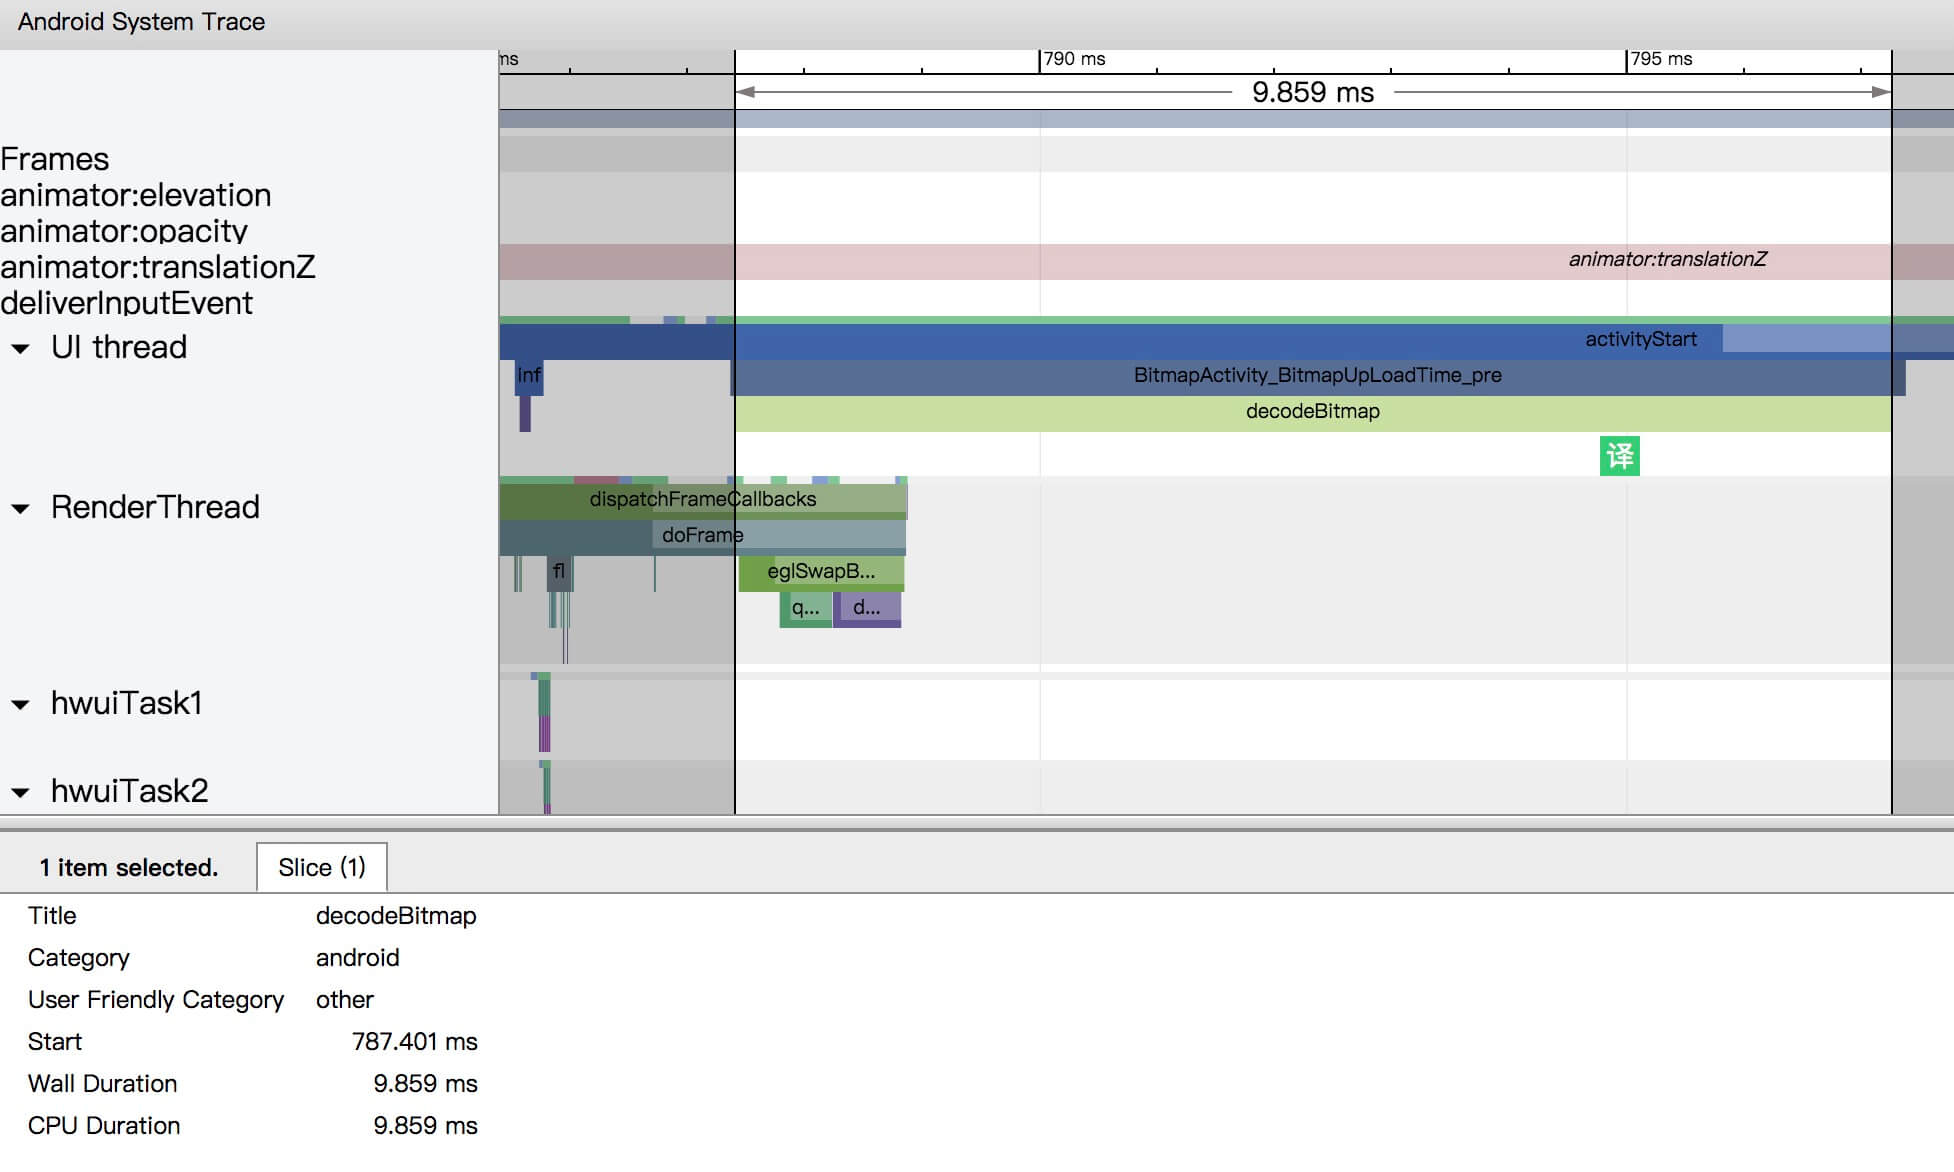 Android System Trace
ms
790 ms
795 ms
9.859 ms
Frames
animator:elevation
animator:opacity
animator:translationZ
animator:translationZ
deliverInputEvent
UI thread
activityStart
inf
BitmapActivity_BitmapUpLoadTime_pre
decodeBitmap
译
RenderThread
dispatchFrameCallbacks
doFrame
fl
eglSwapB...
q...
d...
hwuiTask1
hwuiTask2
1 item selected.
Slice (1)
Title decodeBitmap
Category android
User Friendly Category other
Start 787.401 ms
Wall Duration 9.859 ms
CPU Duration 9.859 ms